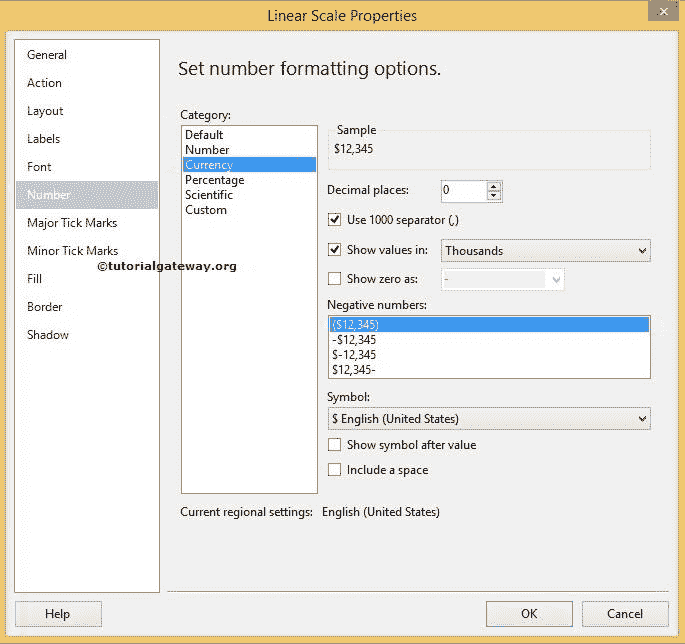 Linear Scale Properties
General
Action
Layout
Labels
Font
Number
Major Tick Marks
Minor Tick Marks
©tutorialgateway.org
Fill
Border
Shadow
Set number formatting options.
Category:
Default
Number
Currency
Percentage
Scientific
Custom
Sample
$12,345
Decimal places: 0
Use 1000 separator (,)
Show values in: Thousands
Show zero as: -
Negative numbers:
($12,345)
-$12,345
$-12,345
$12,345-
Symbol:
$ English (United States)
Show symbol after value
Include a space
Current regional settings: English (United States)
Help
OK
Cancel